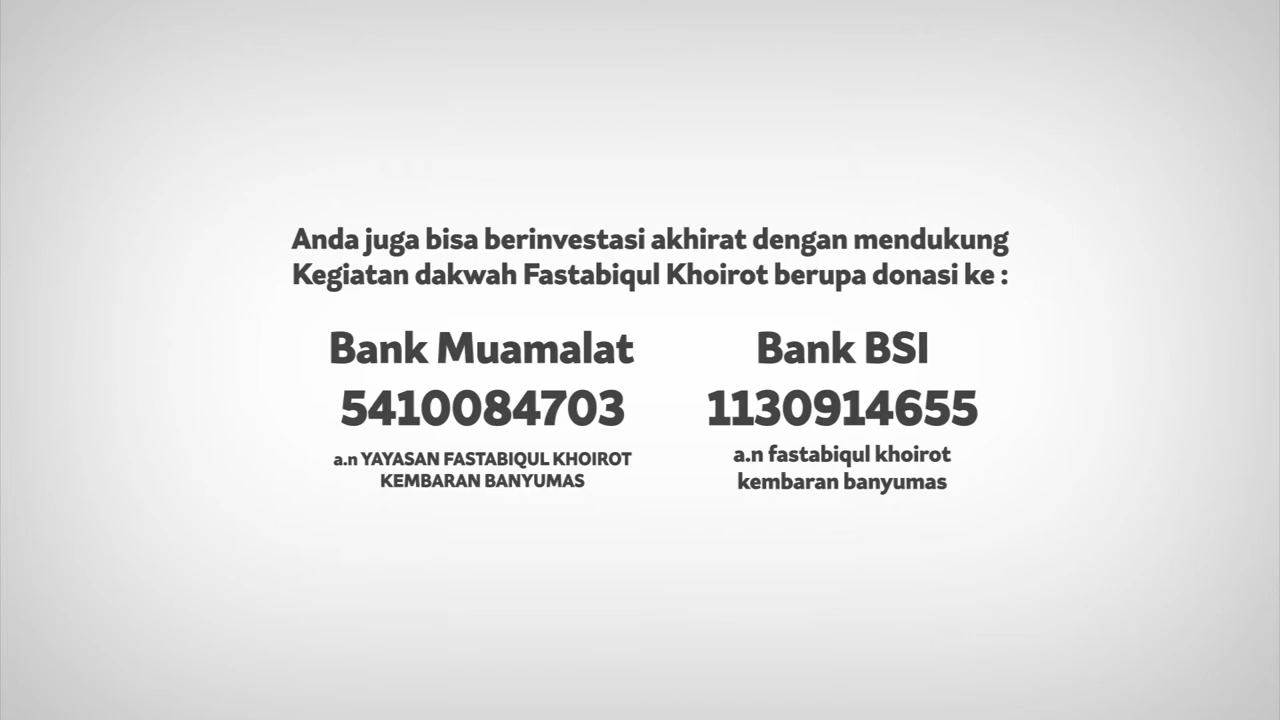 Anda juga bisa berinvestasi akhirat dengan mendukung
Kegiatan dakwah Fastabiqul Khoirot berupa donasi ke :
Bank Muamalat
5410084703
a.n YAYASAN FASTABIQUL KHOIROT
KEMBARAN BANYUMAS
Bank BSI
1130914655
a.n fastabiqul khoirot
kembaran banyumas